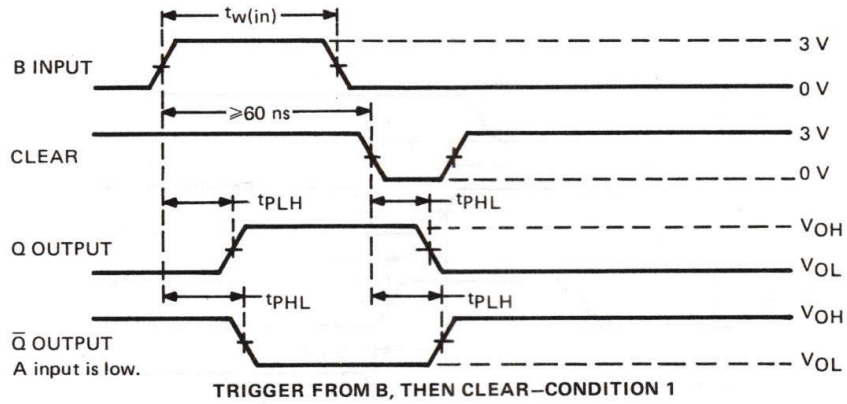 tw(in)
3 V
B INPUT
0 V
⩾60 ns
3 V
CLEAR
0 V
tPLH
tPHL
VOH
Q OUTPUT
VOL
tPHL
tPLH
VOH
Q̅ OUTPUT
VOL
A input is low.
TRIGGER FROM B, THEN CLEAR–CONDITION 1